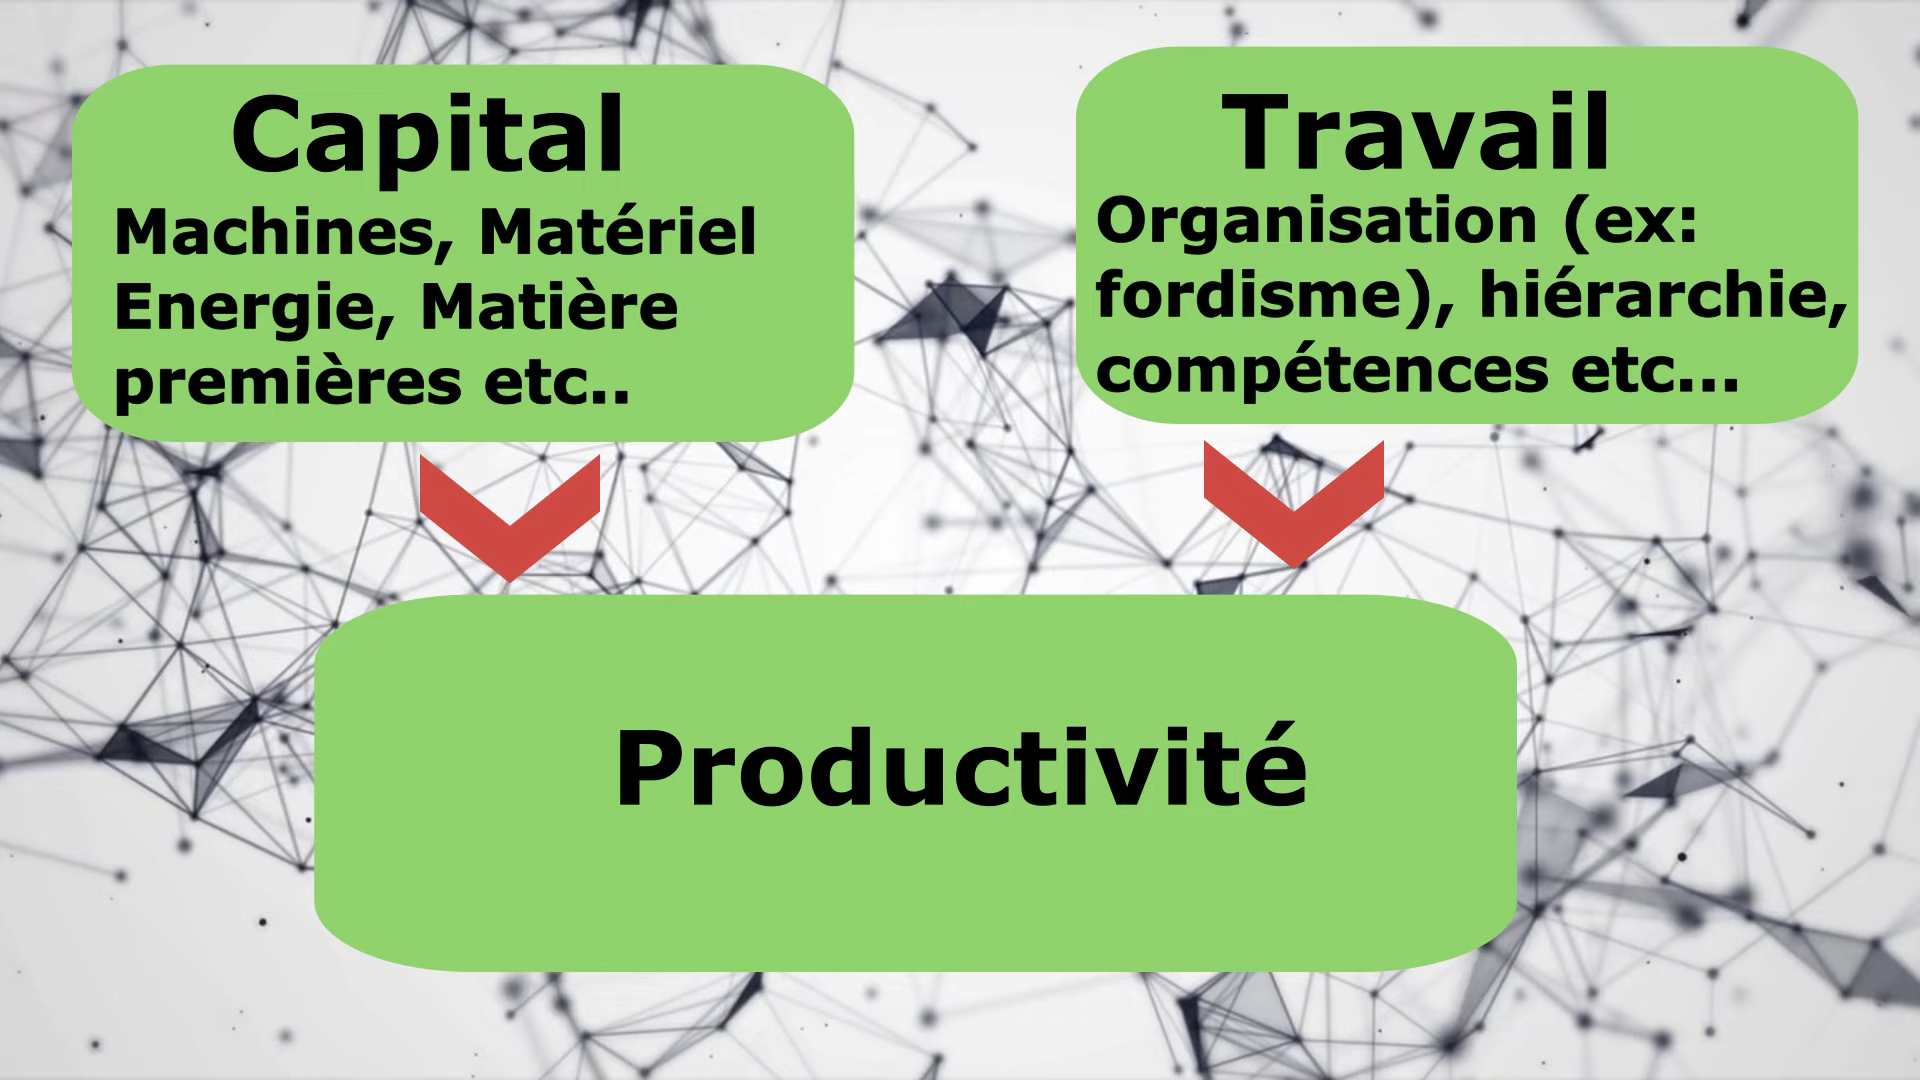 Capital
Machines, Matériel
Energie, Matière
premières etc..
Travail
Organisation (ex:
fordisme), hiérarchie,
compétences etc...
Productivité